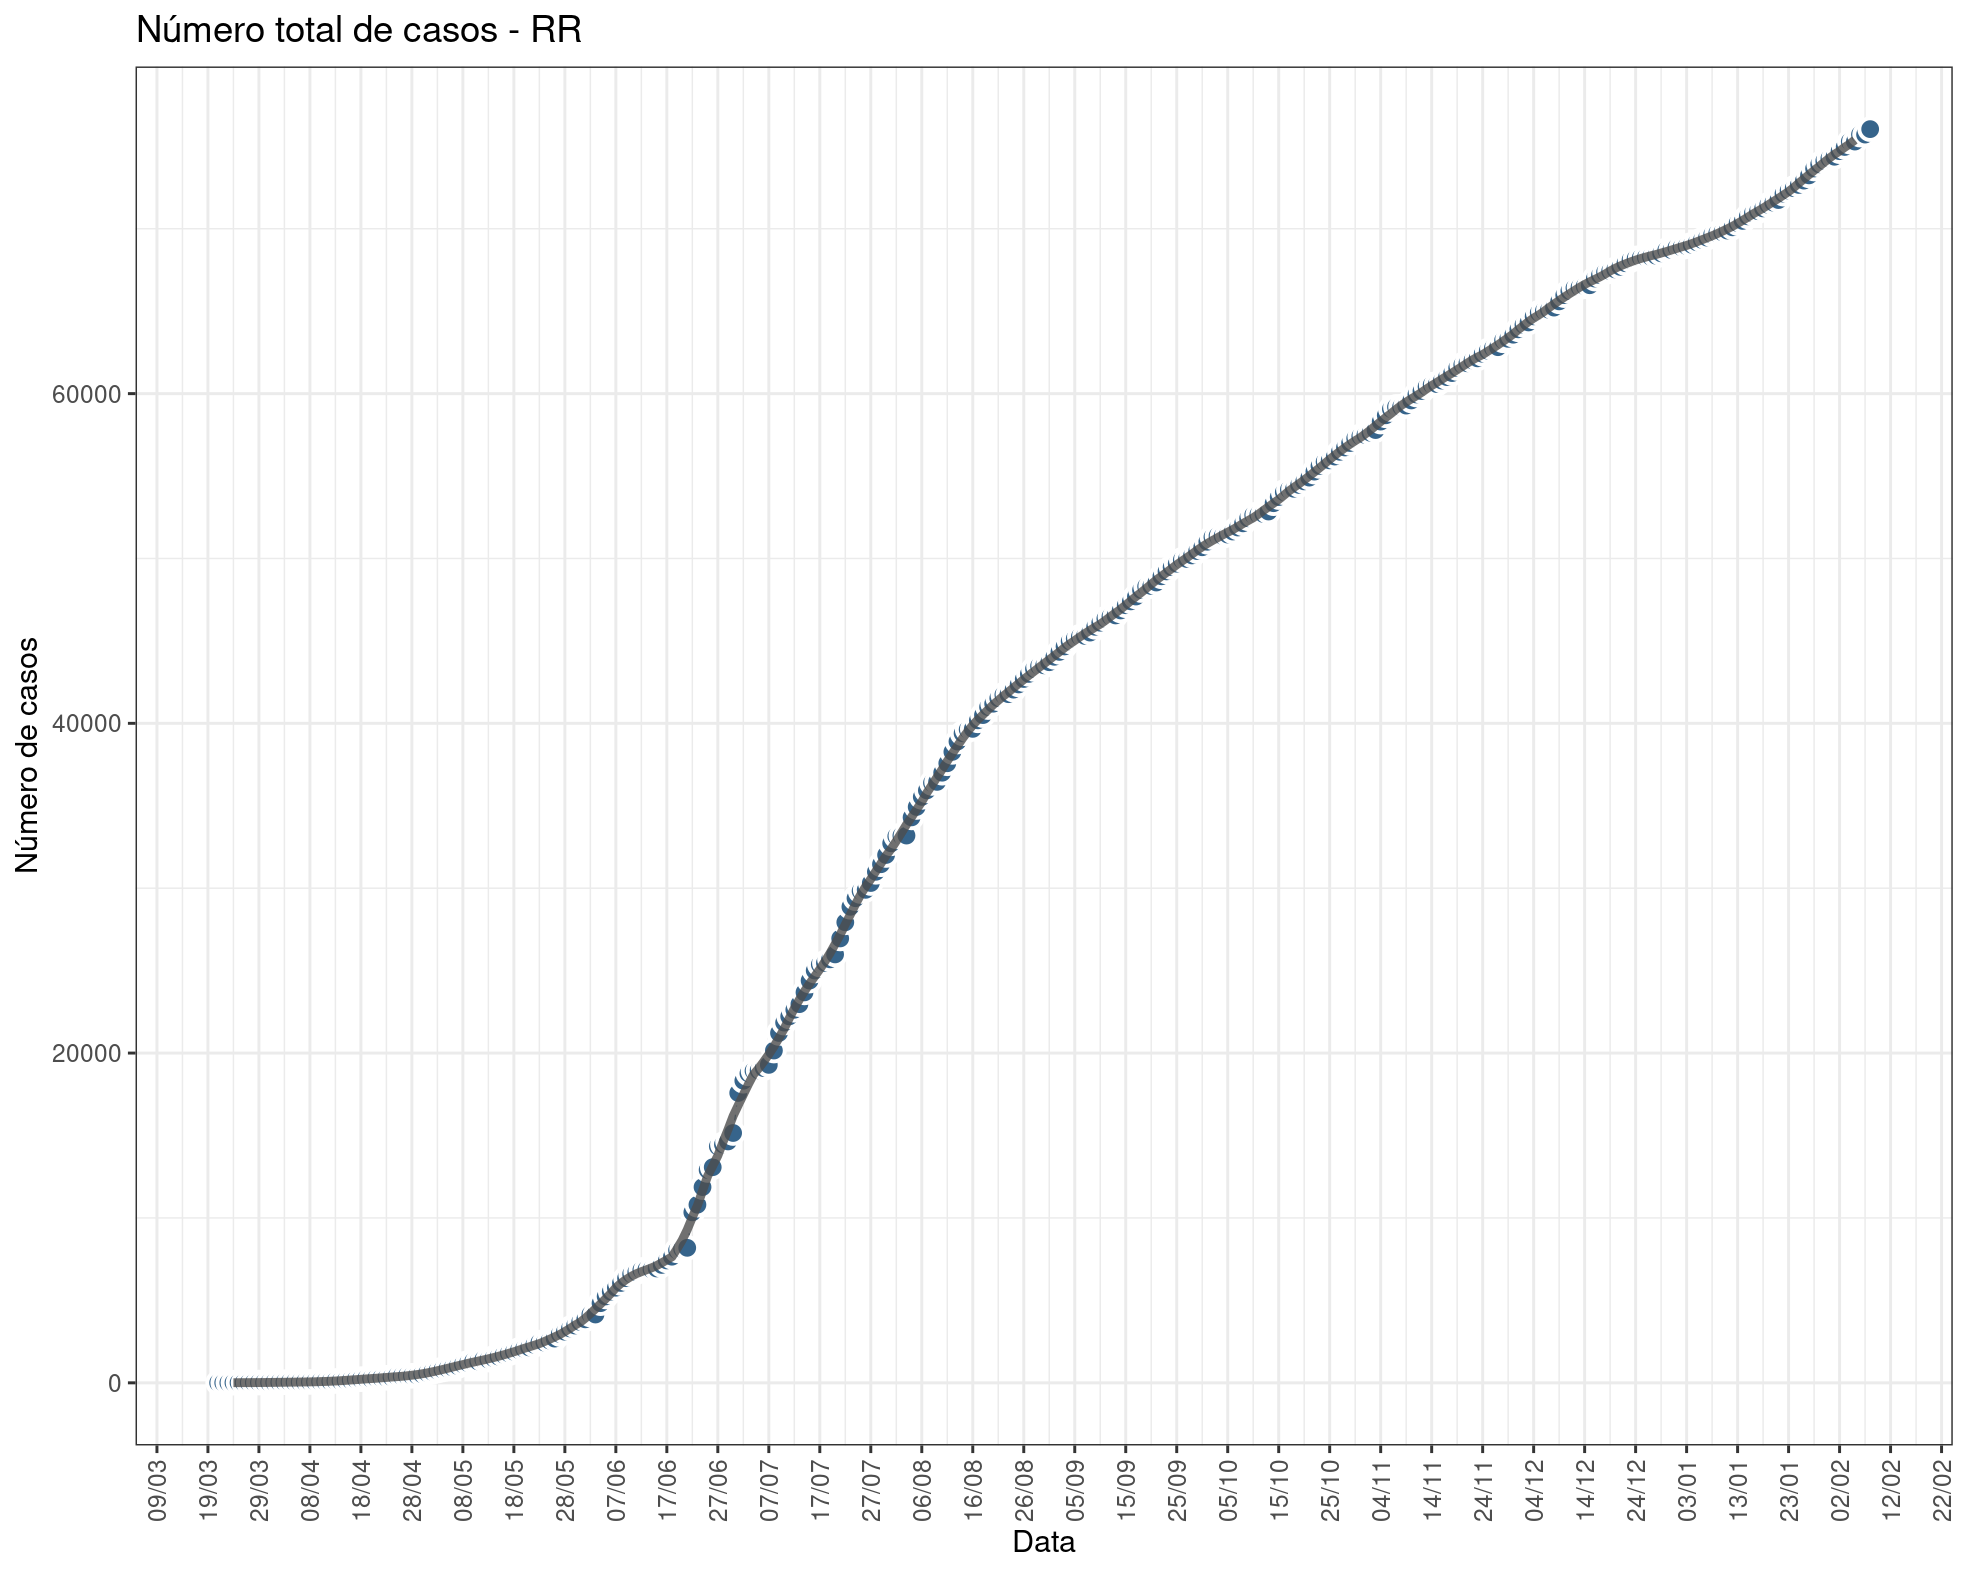 Número total de casos - RR
Número de casos
60000
40000
20000
0
09/03 19/03 29/03 08/04 18/04 28/04 08/05 18/05 28/05 07/06 17/06 27/06 07/07 17/07 27/07 06/08 16/08 26/08 05/09 15/09 25/09 05/10 15/10 25/10 04/11 14/11 24/11 04/12 14/12 24/12 03/01 13/01 23/01 02/02 12/02 22/02
Data